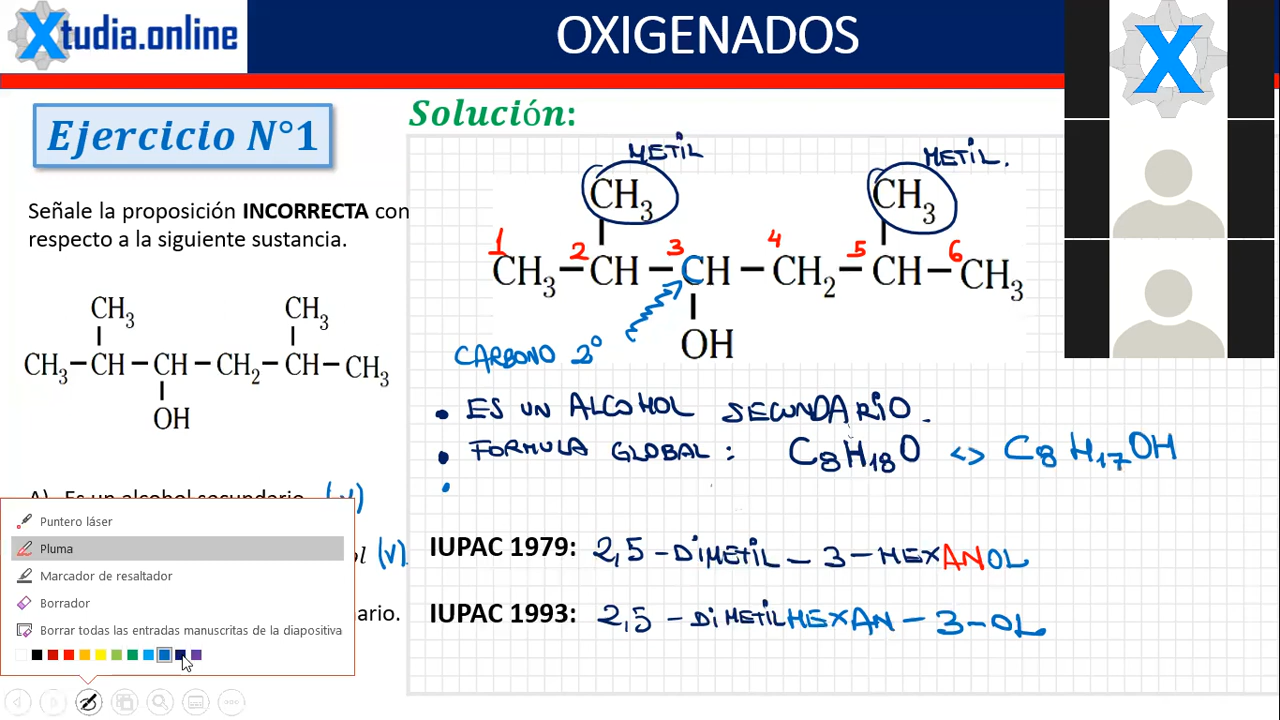 Xtudia.online
OXIGENADOS
X
Ejercicio N°1
Señale la proposición INCORRECTA con
respecto a la siguiente sustancia.
CH3 CH3
CH3 – CH – CH – CH2 – CH – CH3
OH
A) Es un alcohol secundario (V)
ol (V)
ario.
Solución:
METIL METIL.
CH3 CH3
1 2 3 4 5 6
CH3 – CH – CH – CH2 – CH – CH3
OH
CARBONO 2°
• ES UN ALCOHOL SECUNDARIO.
• FORMULA GLOBAL: C8H18O <> C8H17OH
•
IUPAC 1979: 2,5 – DIMETIL – 3 – HEXANOL
IUPAC 1993: 2,5 – DIMETILHEXAN – 3 – OL
Puntero láser
Pluma
Marcador de resaltador
Borrador
Borrar todas las entradas manuscritas de la diapositiva